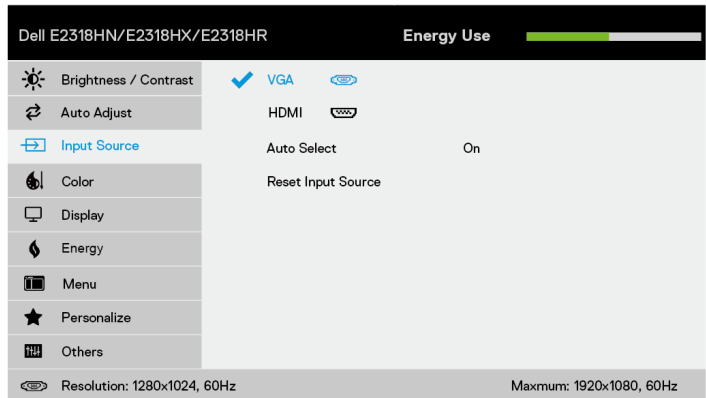 Dell E2318HN/E2318HX/E2318HR Energy Use
Brightness / Contrast VGA
Auto Adjust HDMI
Input Source Auto Select On
Color Reset Input Source
Display
Energy
Menu
Personalize
Others
Resolution: 1280x1024, 60Hz Maxmum: 1920x1080, 60Hz